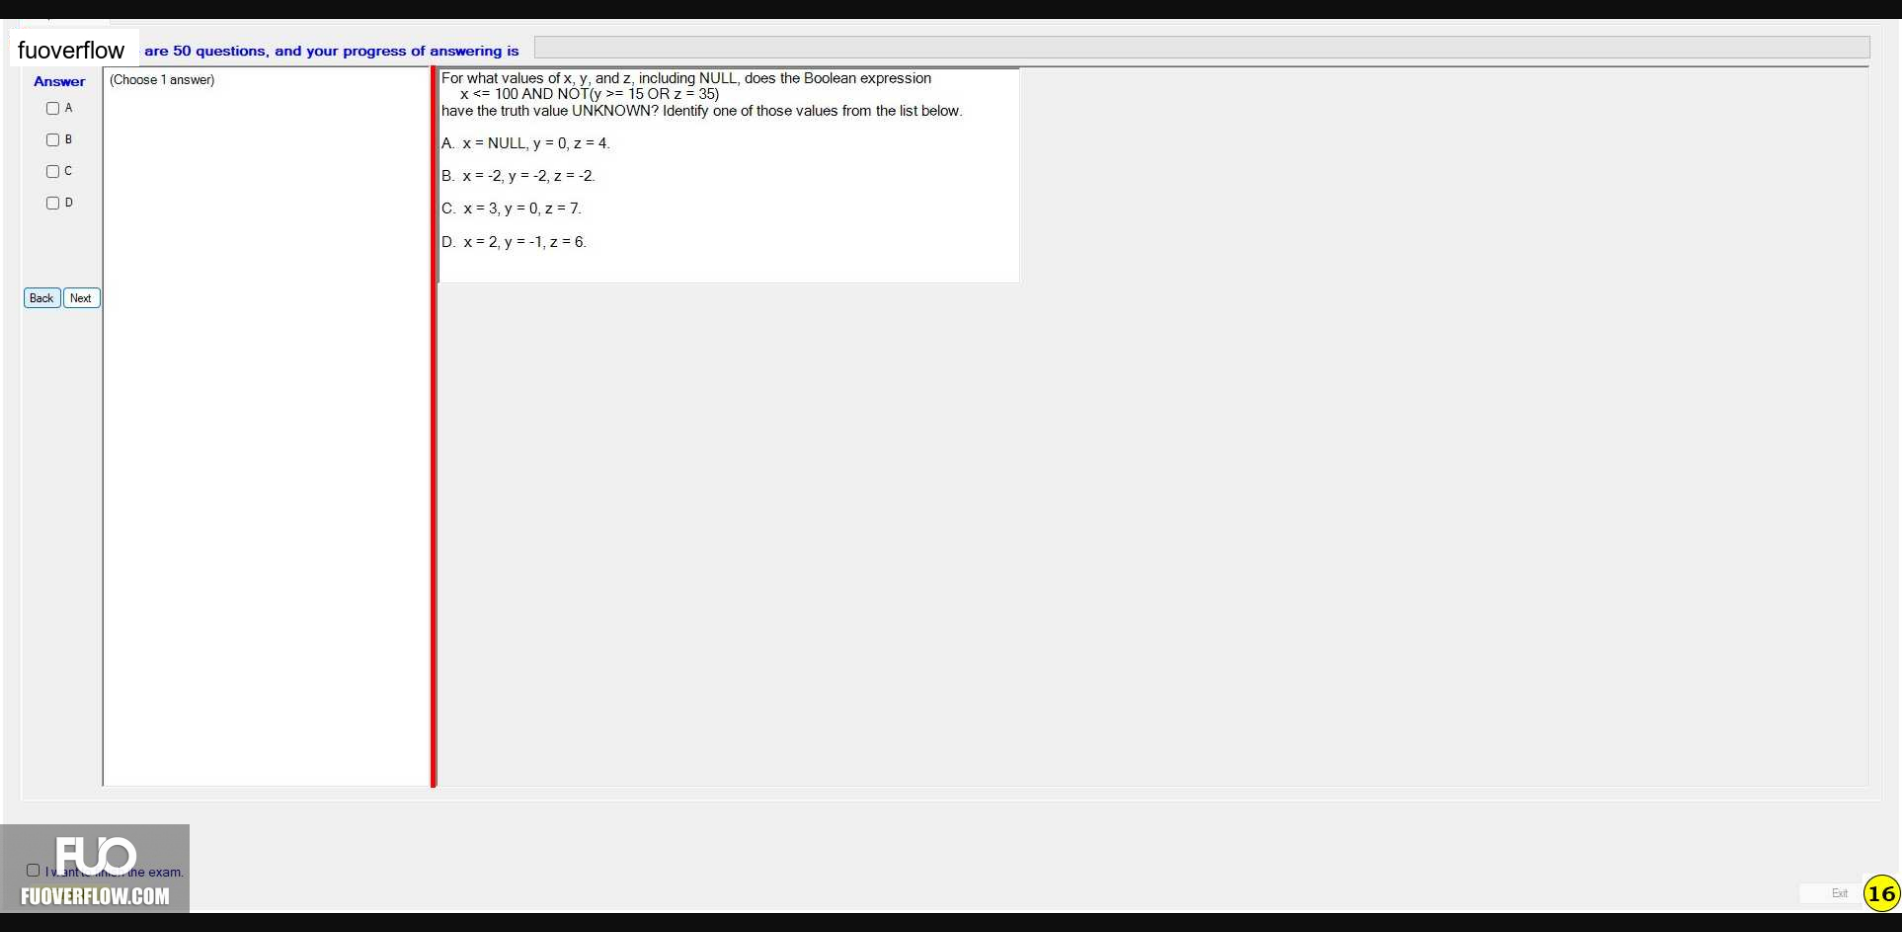 fuoverflow are 50 questions, and your progress of answering is
Answer
(Choose 1 answer)
A
B
C
D
Back Next
For what values of x, y, and z, including NULL, does the Boolean expression
x <= 100 AND NOT(y >= 15 OR z = 35)
have the truth value UNKNOWN? Identify one of those values from the list below.
A. x = NULL, y = 0, z = 4.
B. x = -2, y = -2, z = -2.
C. x = 3, y = 0, z = 7.
D. x = 2, y = -1, z = 6.
FUO
I want to finish the exam.
FUOVERFLOW.COM
Exit
16